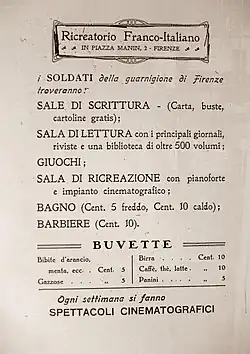 Ricreatorio Franco-Italiano
IN PIAZZA MANIN, 2 - FIRENZE
i SOLDATI della guarnigione di Firenze
troveranno:
SALE DI SCRITTURA - (Carta, buste,
cartoline gratis);
SALA DI LETTURA con i principali giornali,
riviste e una biblioteca di oltre 500 volumi;
GIUOCHI;
SALA DI RICREAZIONE con pianoforte
e impianto cinematografico;
BAGNO (Cent. 5 freddo, Cent. 10 caldo);
BARBIERE (Cent. 10).
BUVETTE
Bibite d'arancio,
menta, ecc. Cent. 5
Gazzose . . . „ 5
Birra . . . . Cent. 10
Caffè, thè, latte . „ 10
Panini . . . . „ 5
Ogni settimana si fanno
SPETTACOLI CINEMATOGRAFICI